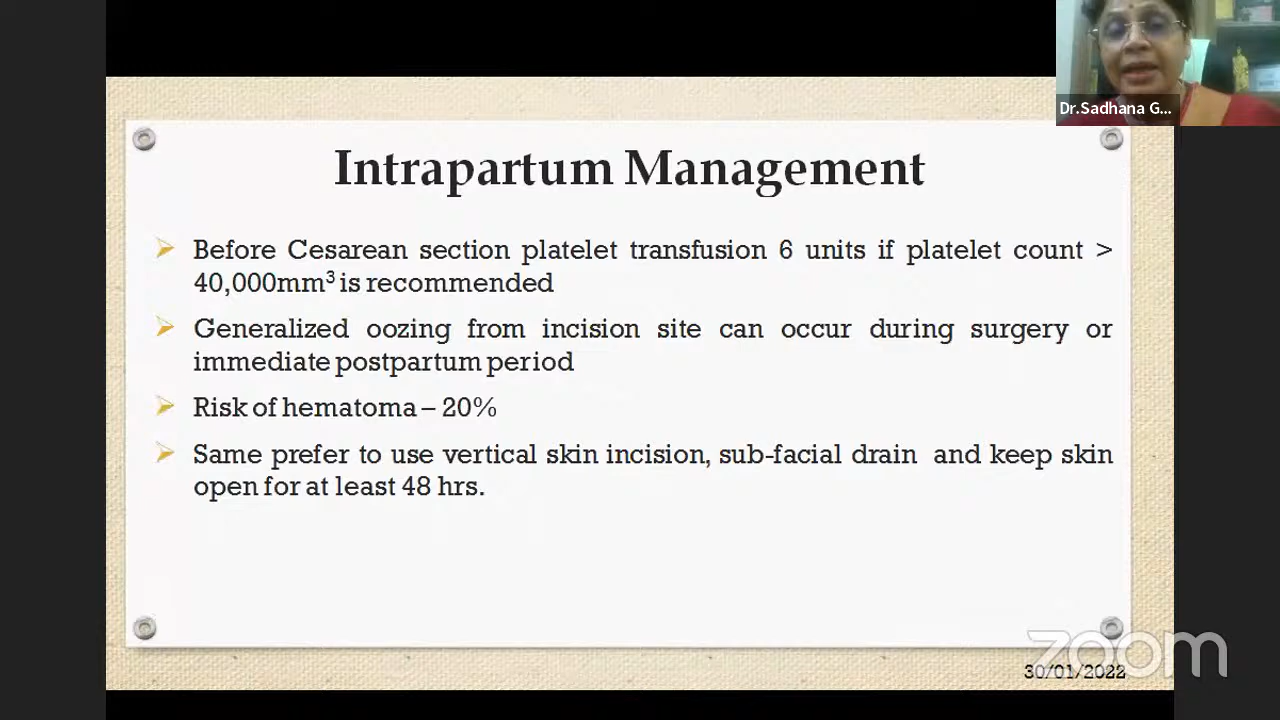 Dr.Sadhana G...
Intrapartum Management
Before Cesarean section platelet transfusion 6 units if platelet count >
40,000mm³ is recommended
Generalized oozing from incision site can occur during surgery or
immediate postpartum period
Risk of hematoma – 20%
Same prefer to use vertical skin incision, sub-facial drain and keep skin
open for at least 48 hrs.
zoom
30/01/2022